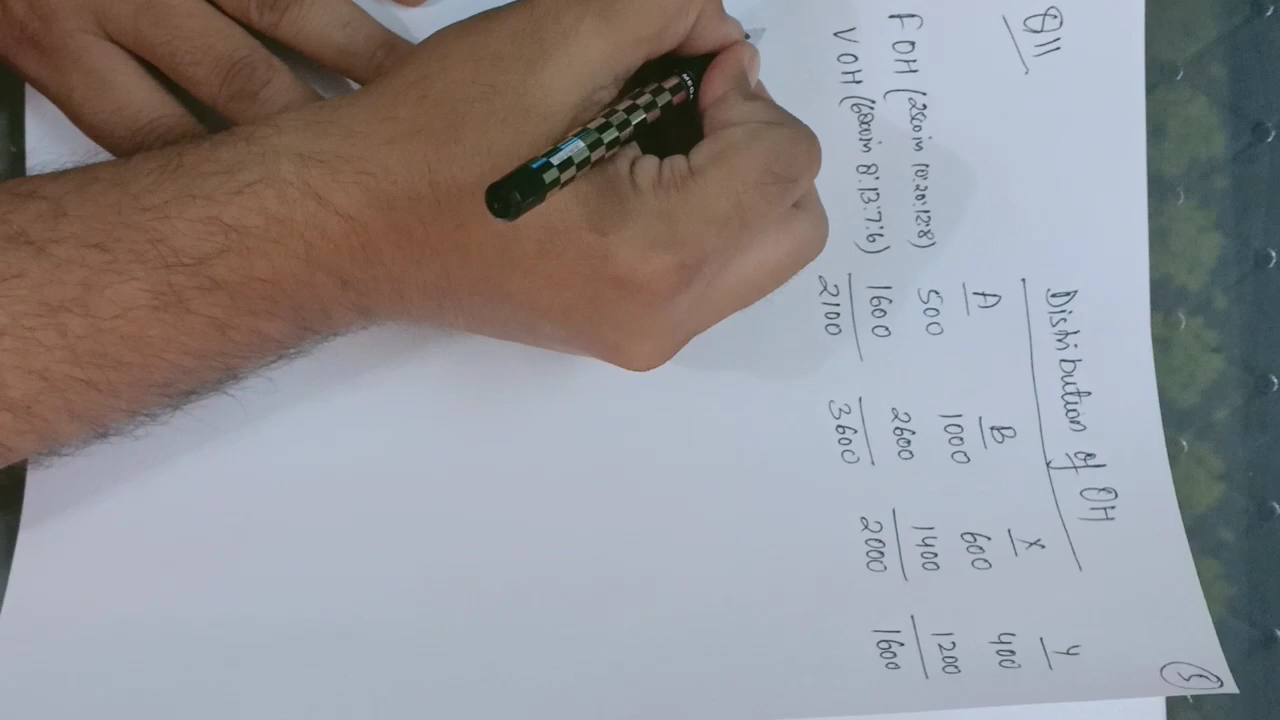 5
Q11
Distribution of OH
A B X Y
FOH (2500 in 10:20:12:8) 500 1000 600 400
VOH (6800 in 8:13:7:6) 1600 2600 1400 1200
2100 3600 2000 1600